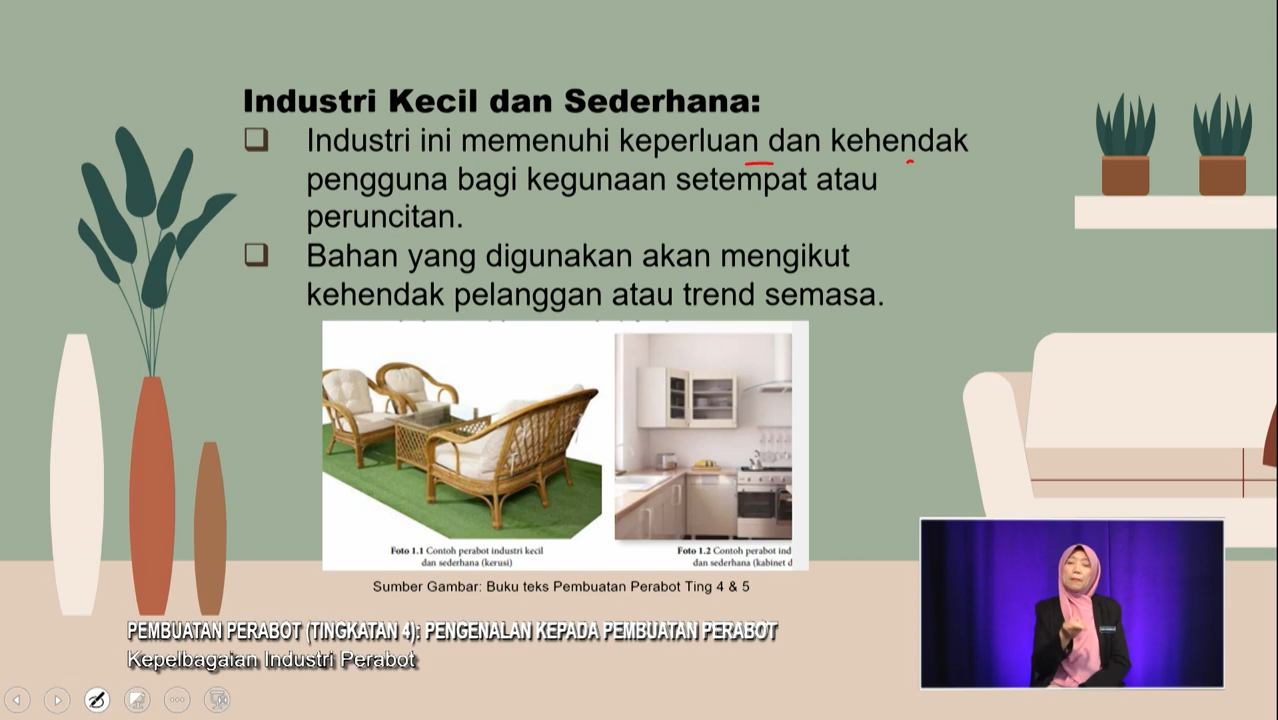 Industri Kecil dan Sederhana:
Industri ini memenuhi keperluan dan kehendak
pengguna bagi kegunaan setempat atau
peruncitan.
Bahan yang digunakan akan mengikut
kehendak pelanggan atau trend semasa.
Foto 1.1 Contoh perabot industri kecil
dan sederhana (kerusi)
Foto 1.2 Contoh perabot ind
dan sederhana (kabinet d
Sumber Gambar: Buku teks Pembuatan Perabot Ting 4 & 5
PEMBUATAN PERABOT (TINGKATAN 4): PENGENALAN KEPADA PEMBUATAN PERABOT
Kepelbagaian Industri Perabot